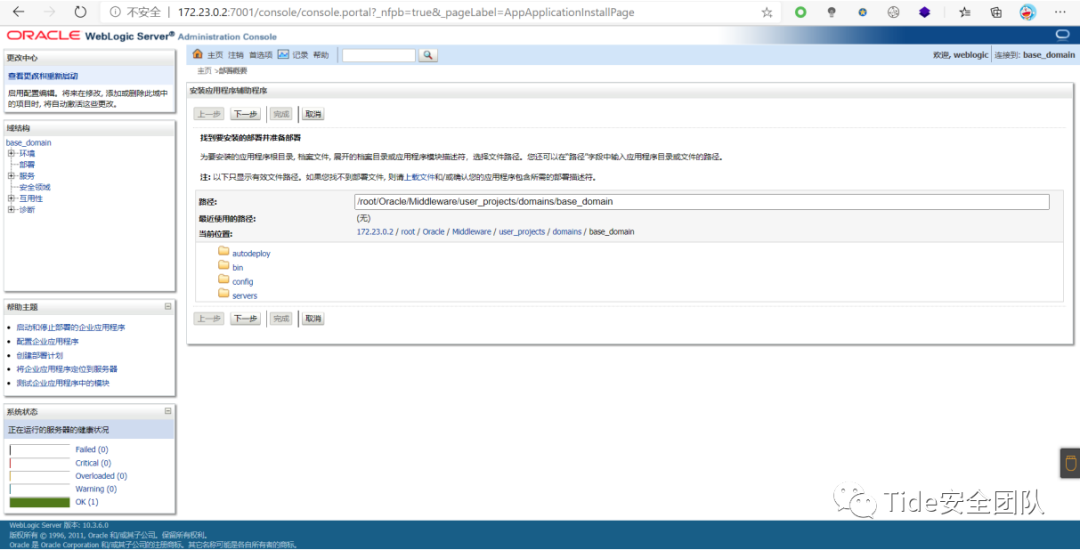 不安全 | 172.23.0.2:7001/console/console.portal?_nfpb=true&_pageLabel=AppApplicationInstallPage
ORACLE WebLogic Server® Administration Console
更改中心
查看更改和重新启动
启用配置编辑。将来在修改, 添加或删除此域中
的项目时, 将自动激活这些更改。
域结构
base_domain
环境
部署
服务
安全领域
互用性
诊断
帮助主题
启动和停止部署的企业应用程序
配置企业应用程序
创建部署计划
将企业应用程序定位到服务器
测试企业应用程序中的模块
系统状态
正在运行的服务器的健康状况
Failed (0)
Critical (0)
Overloaded (0)
Warning (0)
OK (1)
主页 注销 首选项 记录 帮助
欢迎, weblogic 连接到: base_domain
主页 >部署概要
安装应用程序辅助程序
上一步 下一步 完成 取消
找到要安装的部署并准备部署
为要安装的应用程序根目录, 档案文件, 展开的档案目录或应用程序模块描述符，选择文件路径。您还可以在"路径"字段中输入应用程序目录或文件的路径。
注: 以下只显示有效文件路径。如果您找不到部署文件, 则请上载文件和/或确认您的应用程序包含所需的部署描述符。
路径: /root/Oracle/Middleware/user_projects/domains/base_domain
最近使用的路径: (无)
当前位置: 172.23.0.2 / root / Oracle / Middleware / user_projects / domains / base_domain
autodeploy
bin
config
servers
上一步 下一步 完成 取消
Tide安全团队
WebLogic Server 版本: 10.3.6.0
版权所有 © 1996, 2011, Oracle 和/或其子公司。保留所有权利。
Oracle 是 Oracle Corporation 和/或其子公司的注册商标。其它名称可能是各自所有者的商标。